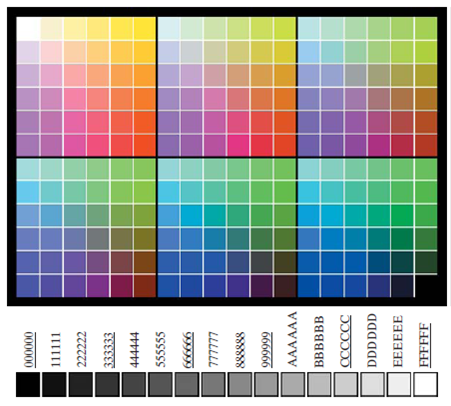 000000
111111
222222
333333
444444
555555
666666
777777
888888
999999
AAAAAA
BBBBBB
CCCCCC
DDDDDD
EEEEEE
FFFFFF